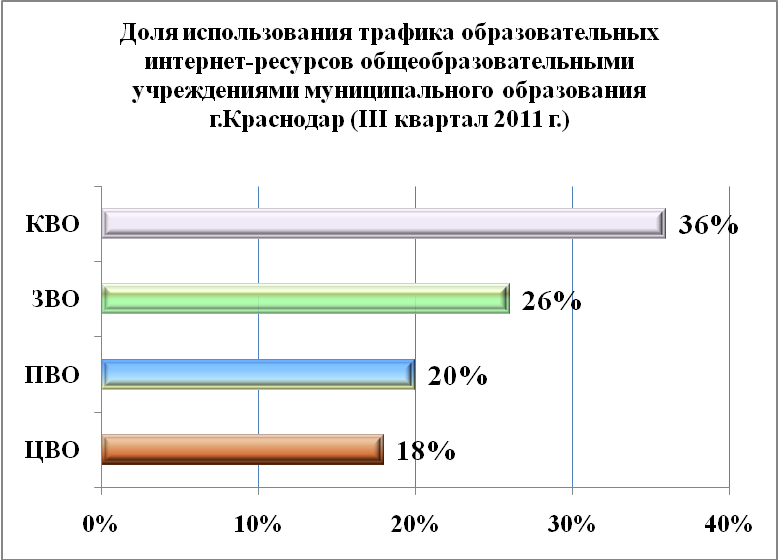 Доля использования трафика образовательных
интернет-ресурсов общеобразовательными
учреждениями муниципального образования
г.Краснодар (III квартал 2011 г.)
КВО
36%
ЗВО
26%
ПВО
20%
ЦВО
18%
0%
10%
20%
30%
40%